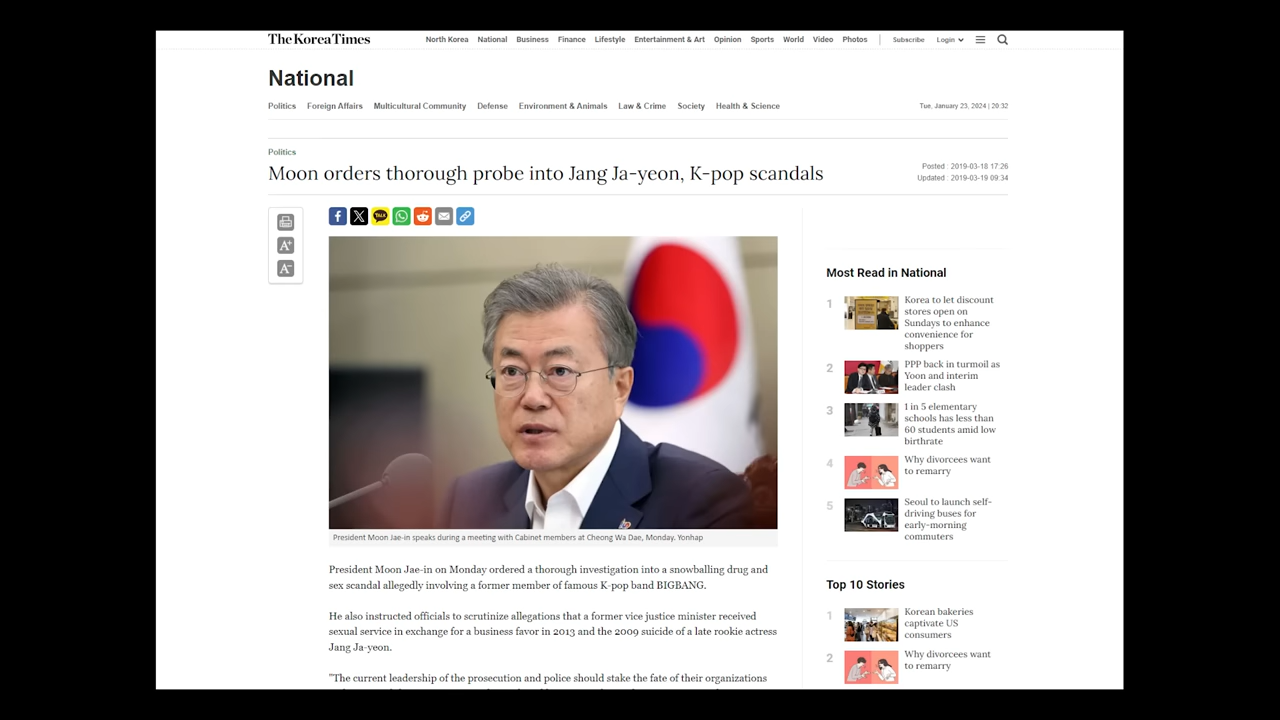 The Korea Times
North Korea National Business Finance Lifestyle Entertainment & Art Opinion Sports World Video Photos Subscribe Login
National
Politics Foreign Affairs Multicultural Community Defense Environment & Animals Law & Crime Society Health & Science
Tue, January 23, 2024 | 20:32
Politics
Moon orders thorough probe into Jang Ja-yeon, K-pop scandals
Posted : 2019-03-18 17:26
Updated : 2019-03-19 09:34
TALK
A+
A-
President Moon Jae-in speaks during a meeting with Cabinet members at Cheong Wa Dae, Monday. Yonhap
President Moon Jae-in on Monday ordered a thorough investigation into a snowballing drug and
sex scandal allegedly involving a former member of famous K-pop band BIGBANG.
He also instructed officials to scrutinize allegations that a former vice justice minister received
sexual service in exchange for a business favor in 2013 and the 2009 suicide of a late rookie actress
Jang Ja-yeon.
"The current leadership of the prosecution and police should stake the fate of their organizations
Most Read in National
1
Korea to let discount
stores open on
Sundays to enhance
convenience for
shoppers
2
PPP back in turmoil as
Yoon and interim
leader clash
3
1 in 5 elementary
schools has less than
60 students amid low
birthrate
4
Why divorcees want
to remarry
5
Seoul to launch self-
driving buses for
early-morning
commuters
Top 10 Stories
1
Korean bakeries
captivate US
consumers
2
Why divorcees want
to remarry